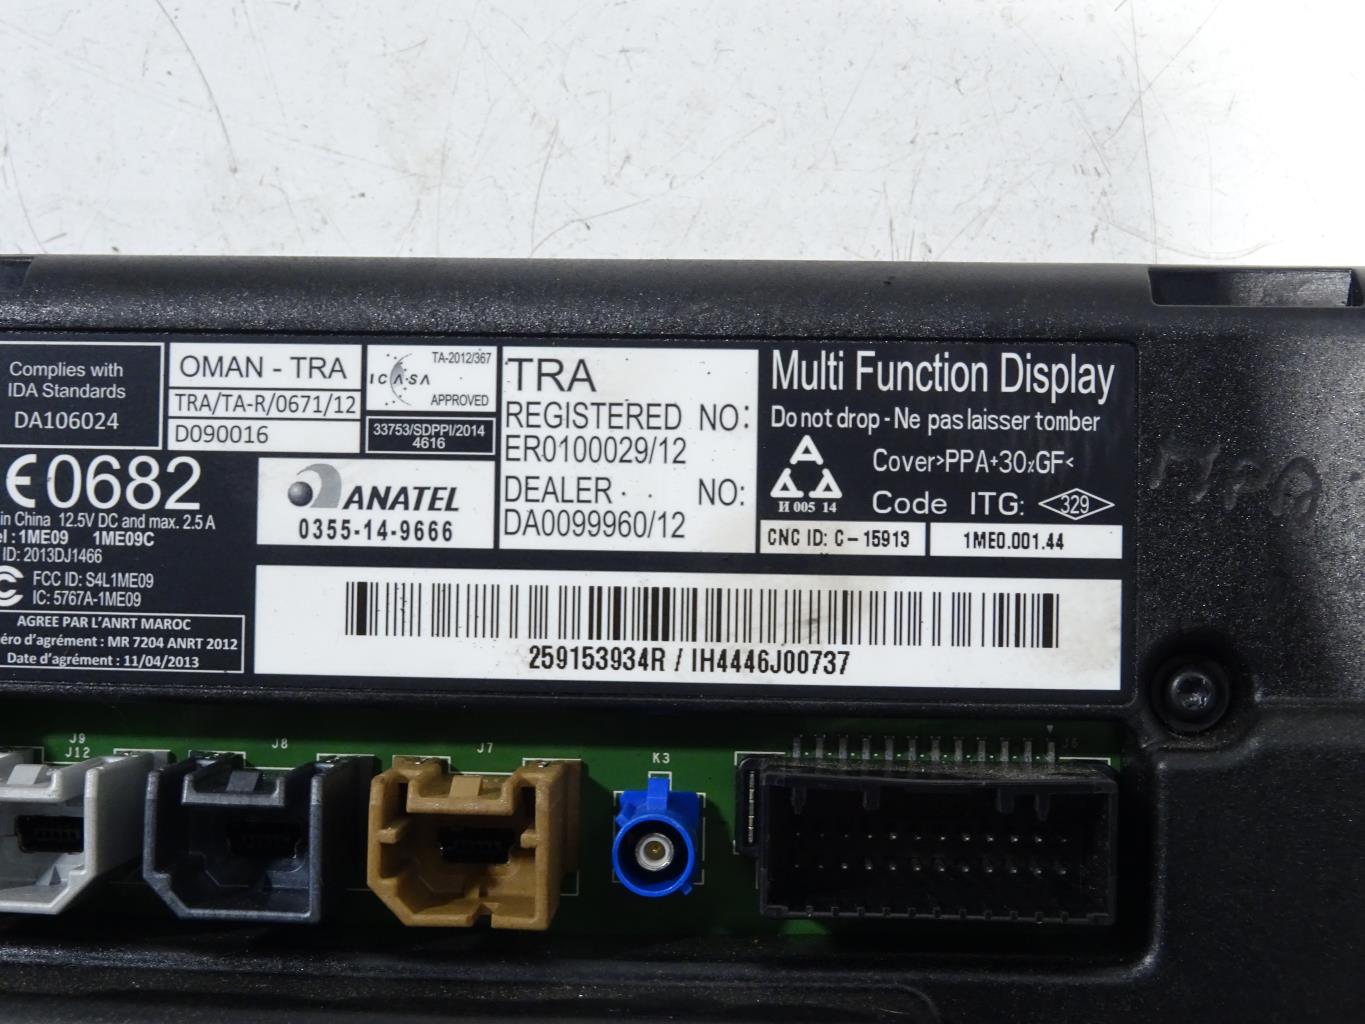 Complies with
IDA Standards
DA106024
OMAN - TRA
TRA/TA-R/0671/12
D090016
ICASA
TA-2012/367
APPROVED
33753/SDPPI/2014
4616
TRA
REGISTERED NO:
ER0100029/12
DEALER NO:
DA0099960/12
Multi Function Display
Do not drop - Ne pas laisser tomber
Cover>PPA+30%GF<
Code ITG: 329
И 005 14
CNC ID: C-15913
1ME0.001.44
CE0682
in China 12.5V DC and max. 2.5 A
el : 1ME09 1ME09C
ID: 2013DJ1466
FCC ID: S4L1ME09
IC: 5767A-1ME09
ANATEL
0355-14-9666
AGREE PAR L'ANRT MAROC
éro d'agrément : MR 7204 ANRT 2012
Date d'agrément : 11/04/2013
259153934R / IH4446J00737
J9
J12
J8
J7
K3